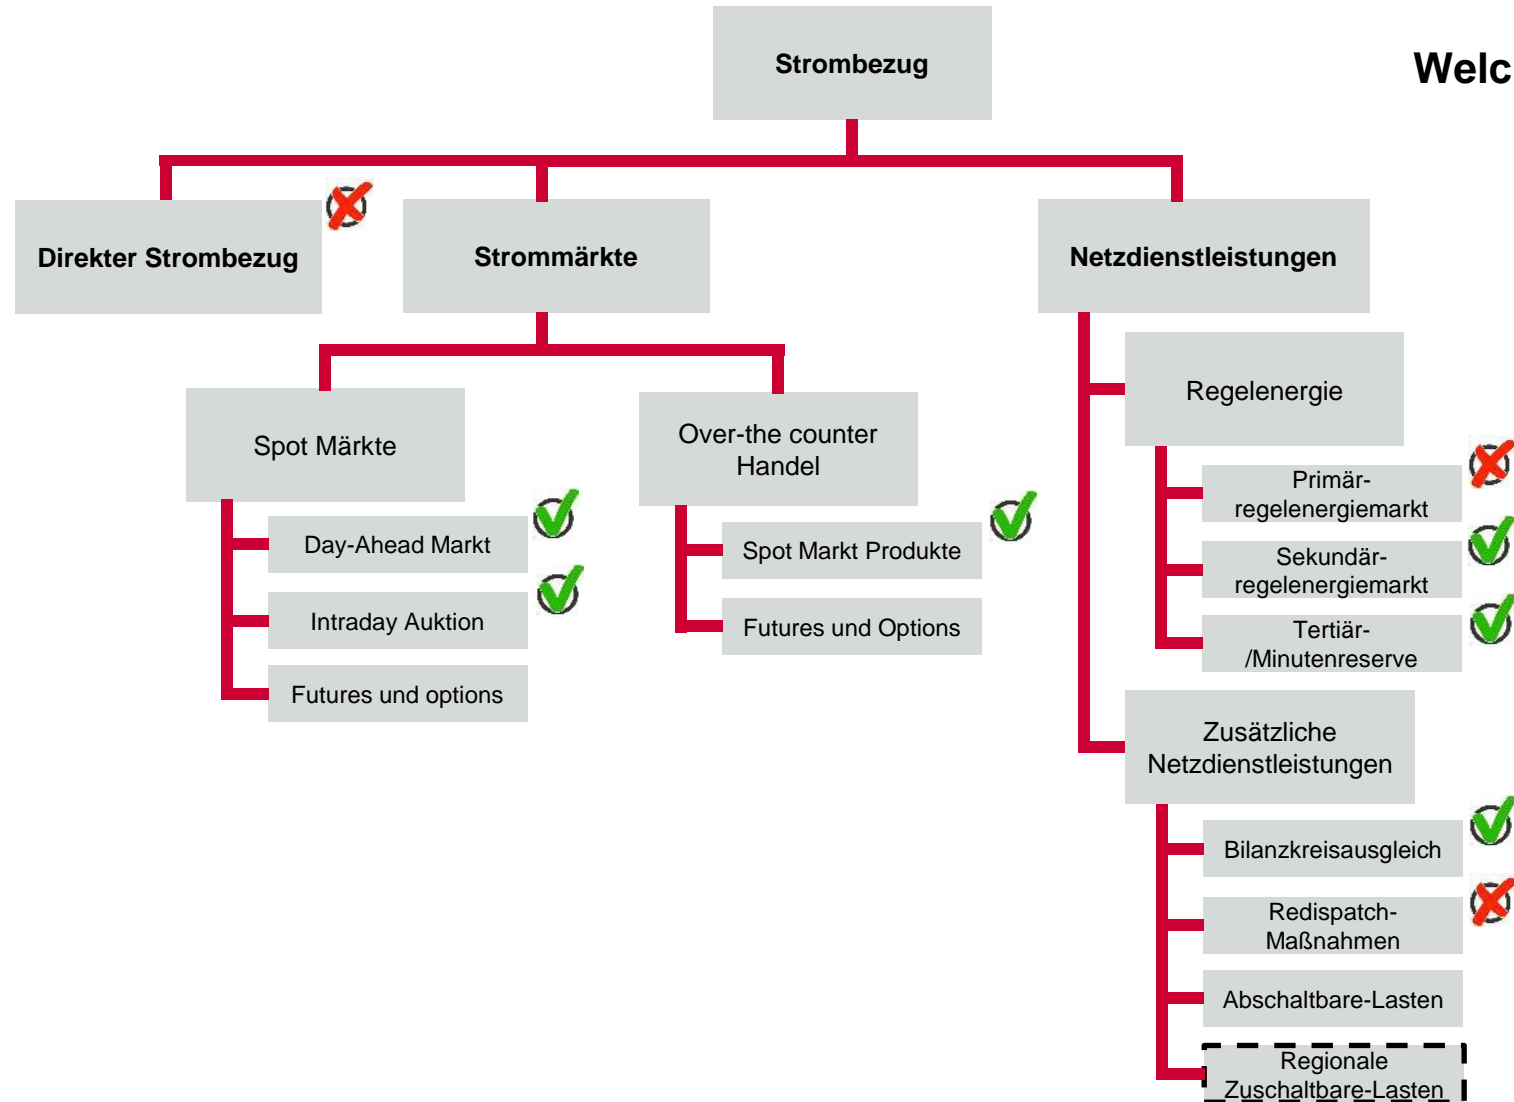 Strombezug
Welc
Direkter Strombezug
Strommärkte
Netzdienstleistungen
Spot Märkte
Day-Ahead Markt
Intraday Auktion
Futures und options
Over-the counter
Handel
Spot Markt Produkte
Futures und Options
Regelenergie
Primär-
regelenergiemarkt
Sekundär-
regelenergiemarkt
Tertiär-
/Minutenreserve
Zusätzliche
Netzdienstleistungen
Bilanzkreisausgleich
Redispatch-
Maßnahmen
Abschaltbare-Lasten
Regionale
Zuschaltbare-Lasten